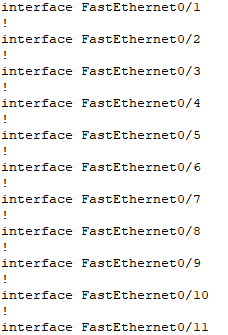 interface FastEthernet0/1
!
interface FastEthernet0/2
!
interface FastEthernet0/3
!
interface FastEthernet0/4
!
interface FastEthernet0/5
!
interface FastEthernet0/6
!
interface FastEthernet0/7
!
interface FastEthernet0/8
!
interface FastEthernet0/9
!
interface FastEthernet0/10
!
interface FastEthernet0/11